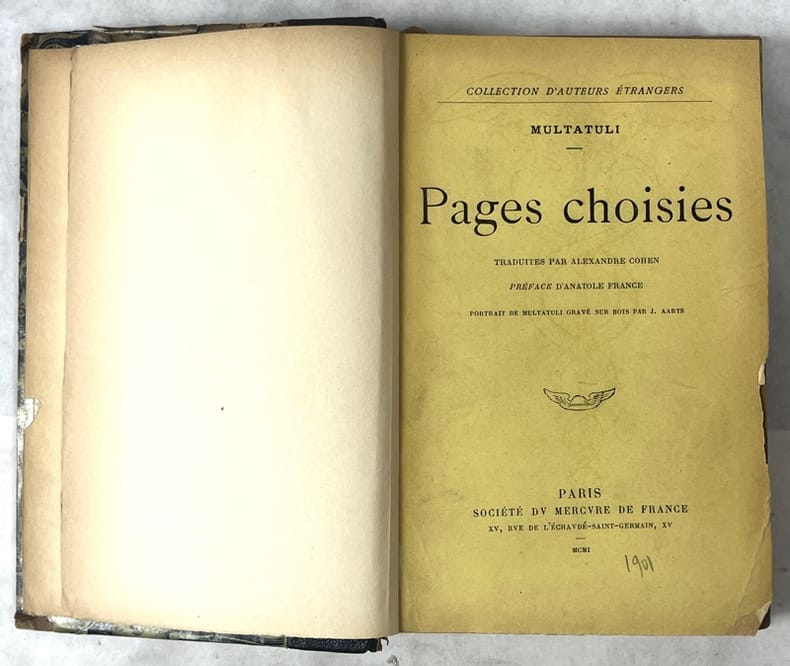 COLLECTION D'AUTEURS ÉTRANGERS
MULTATULI
Pages choisies
TRADUITES PAR ALEXANDRE COHEN
PRÉFACE D'ANATOLE FRANCE
PORTRAIT DE MULTATULI GRAVÉ SUR BOIS PAR J. AARTS
PARIS
SOCIÉTÉ DV MERCVRE DE FRANCE
XV, RVE DE L'ÉCHAVDÉ-SAINT-GERMAIN, XV
MCMI
1901